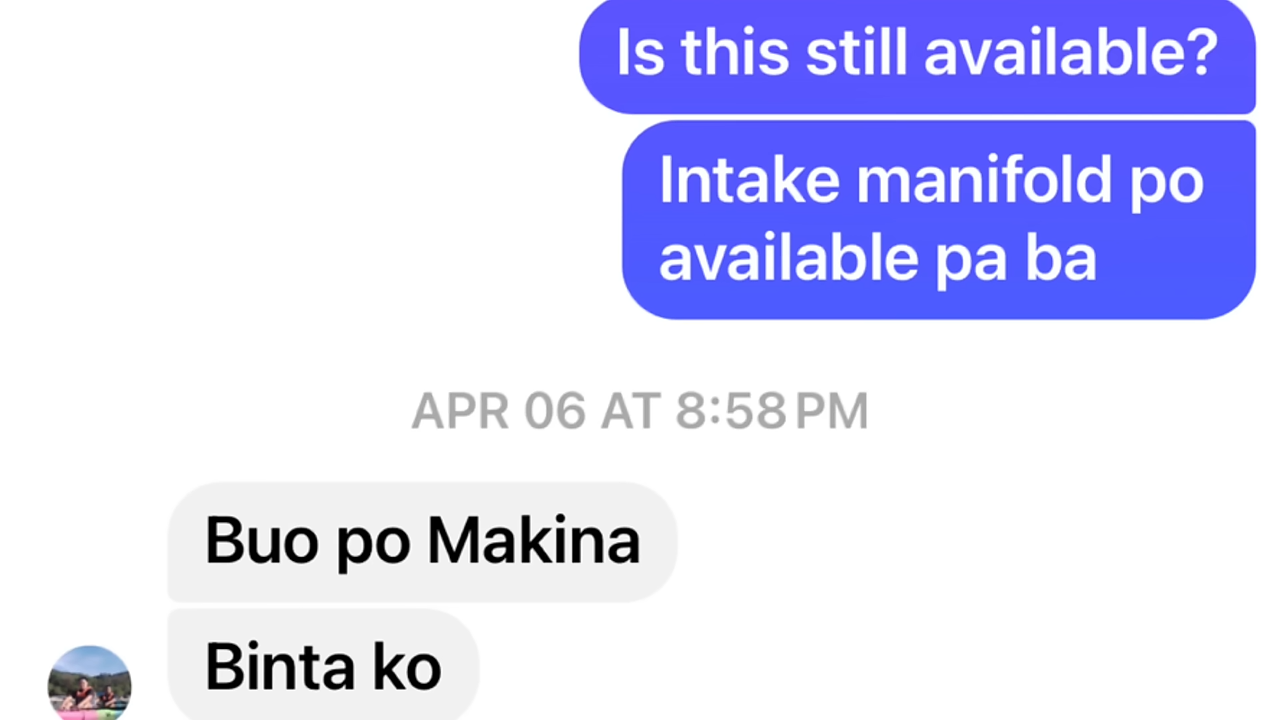 Is this still available?
Intake manifold po
available pa ba
APR 06 AT 8:58 PM
Buo po Makina
Binta ko